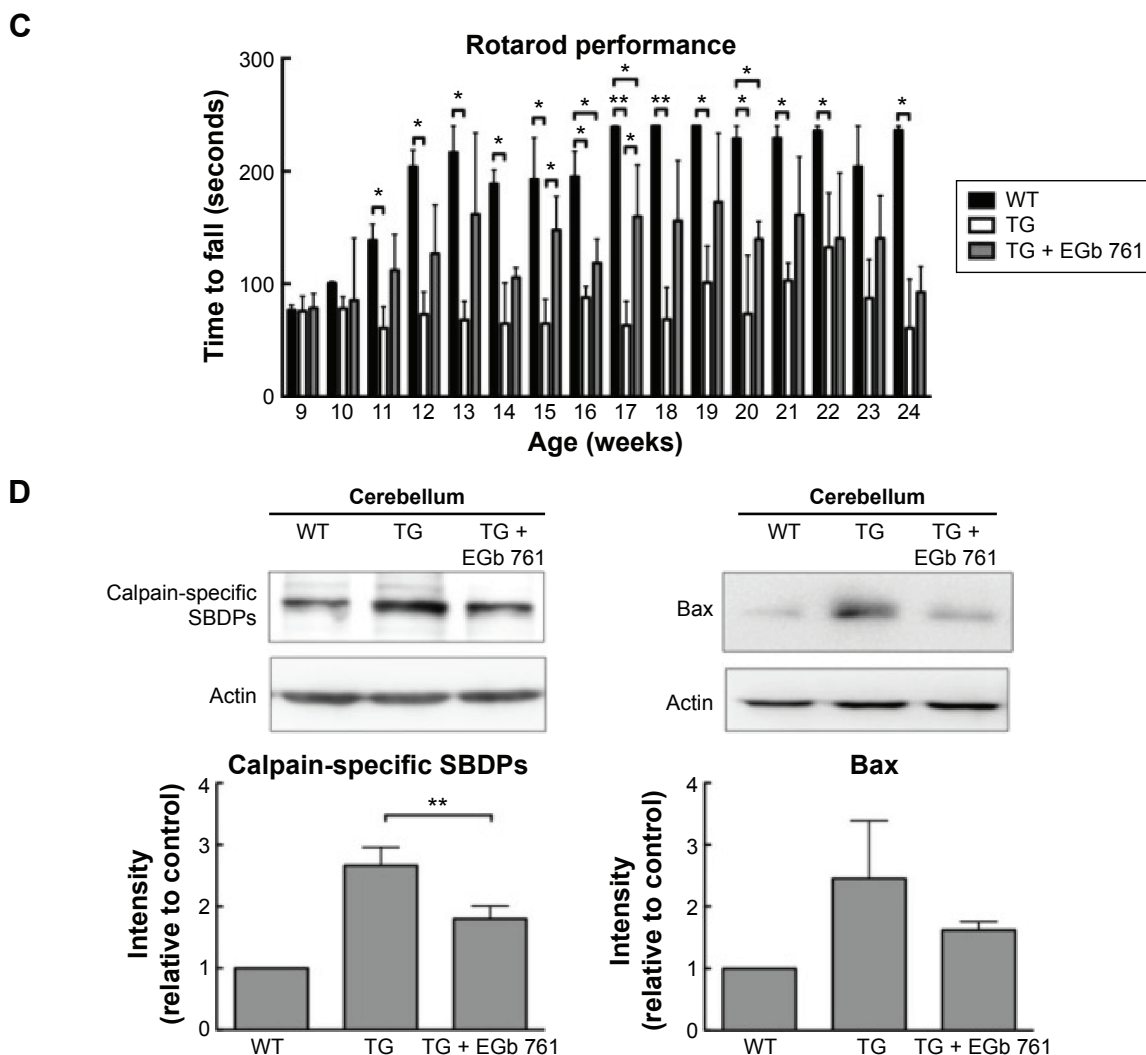 C
Rotarod performance
Time to fall (seconds)
300
200
100
0
* * * * * * * * ** * * ** * * * * * *
9 10 11 12 13 14 15 16 17 18 19 20 21 22 23 24
Age (weeks)
WT
TG
TG + EGb 761
D
Cerebellum
WT TG TG +
EGb 761
Calpain-specific
SBDPs
Actin
Calpain-specific SBDPs
Intensity
(relative to control)
4
3
2
1
0
**
WT TG TG + EGb 761
Cerebellum
WT TG TG +
EGb 761
Bax
Actin
Bax
Intensity
(relative to control)
4
3
2
1
0
WT TG TG + EGb 761